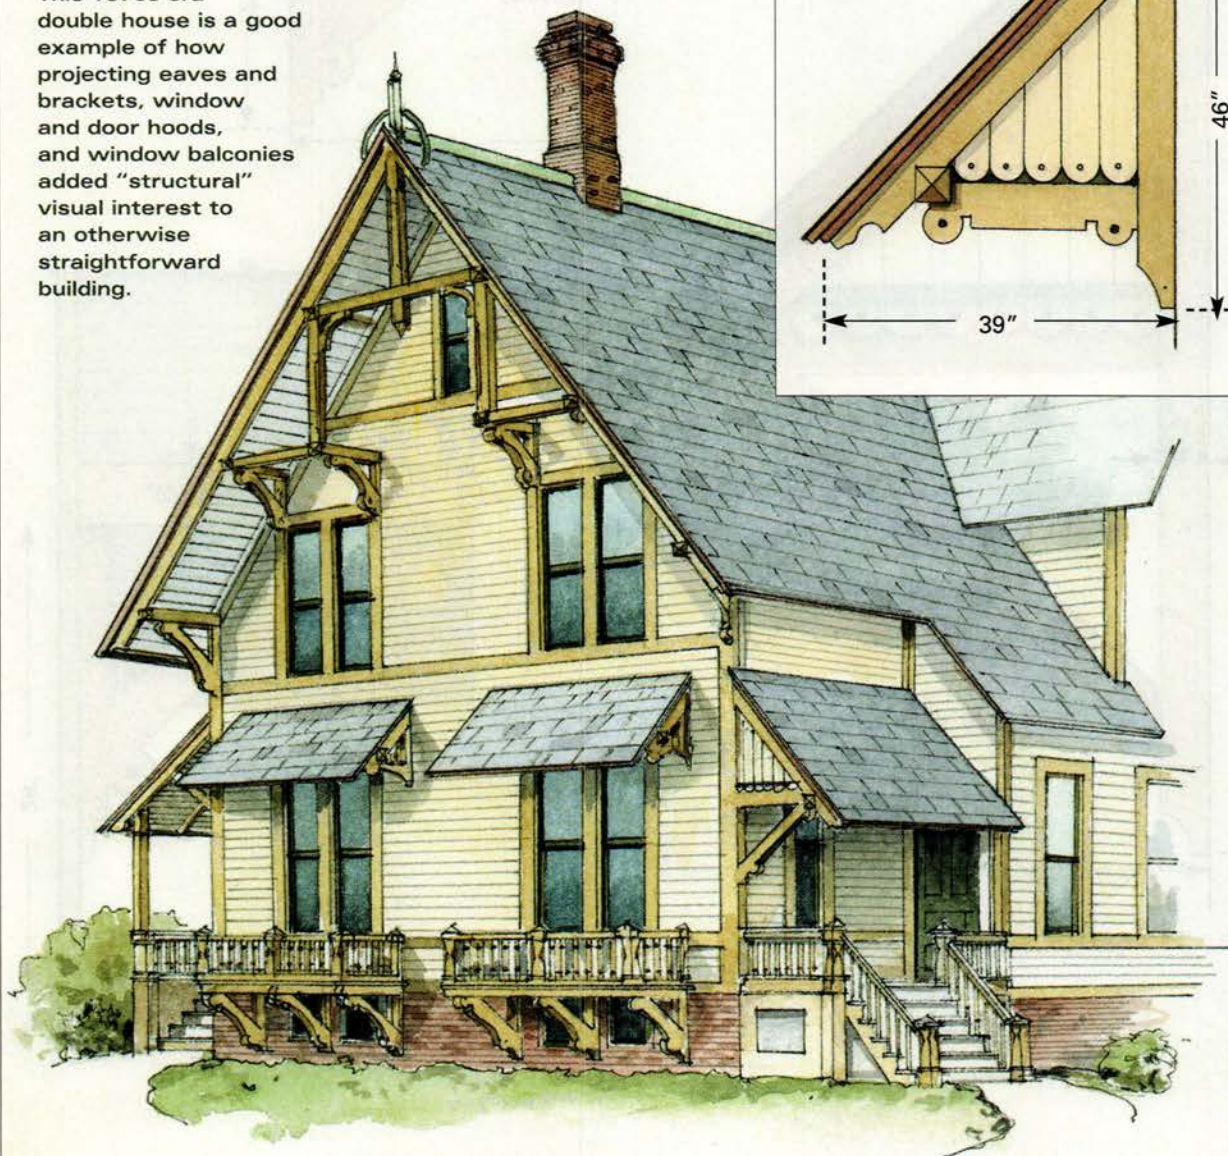 double house is a good
example of how
projecting eaves and
brackets, window
and door hoods,
and window balconies
added “structural”
visual interest to
an otherwise
straightforward
building.
46″
39″